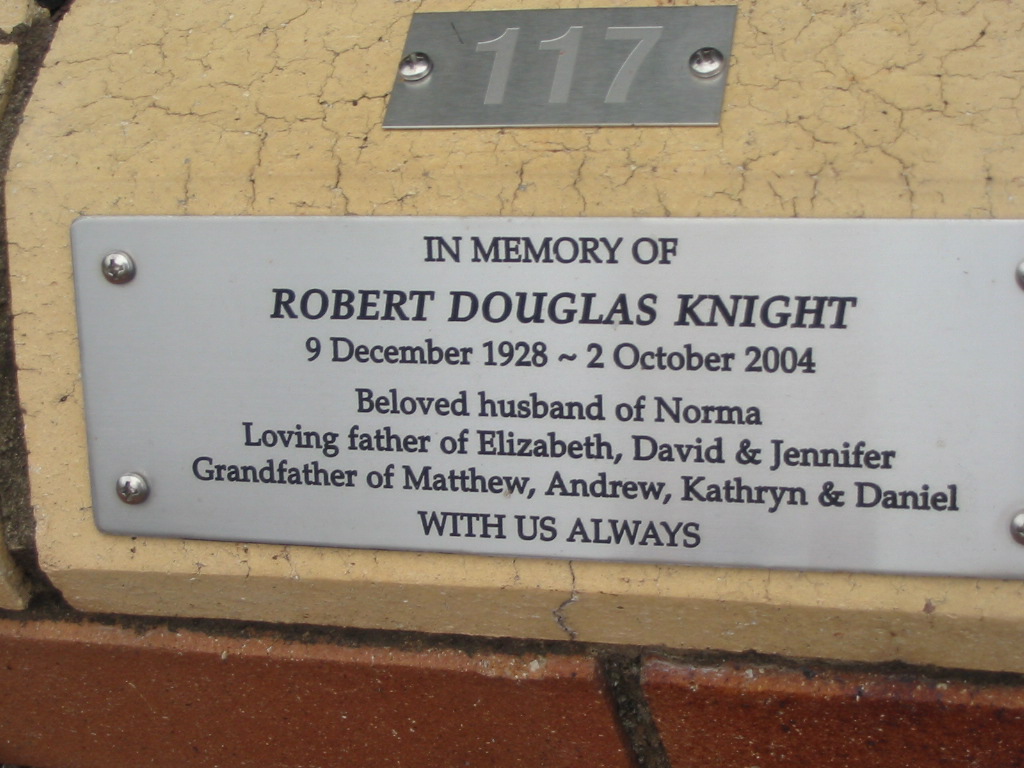 117
IN MEMORY OF
ROBERT DOUGLAS KNIGHT
9 December 1928 ~ 2 October 2004
Beloved husband of Norma
Loving father of Elizabeth, David & Jennifer
Grandfather of Matthew, Andrew, Kathryn & Daniel
WITH US ALWAYS